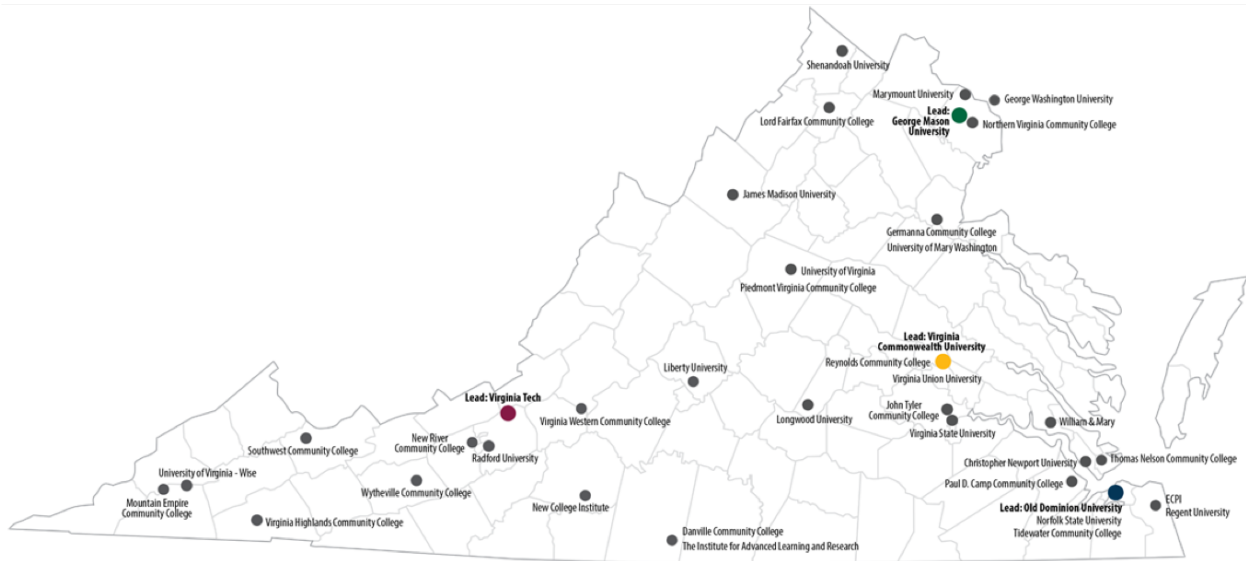 Shenandoah University
Marymount University
George Washington University
Lead:
George Mason
University
Lord Fairfax Community College
Northern Virginia Community College
James Madison University
Germanna Community College
University of Mary Washington
University of Virginia
Piedmont Virginia Community College
Lead: Virginia
Commonwealth University
Reynolds Community College
Virginia Union University
Liberty University
Lead: Virginia Tech
Virginia Western Community College
Longwood University
John Tyler
Community College
Virginia State University
William & Mary
Southwest Community College
New River
Community College
Radford University
Christopher Newport University
Thomas Nelson Community College
University of Virginia - Wise
Mountain Empire
Community College
Wytheville Community College
Paul D. Camp Community College
New College Institute
Lead: Old Dominion University
Norfolk State University
Tidewater Community College
ECPI
Regent University
Virginia Highlands Community College
Danville Community College
The Institute for Advanced Learning and Research